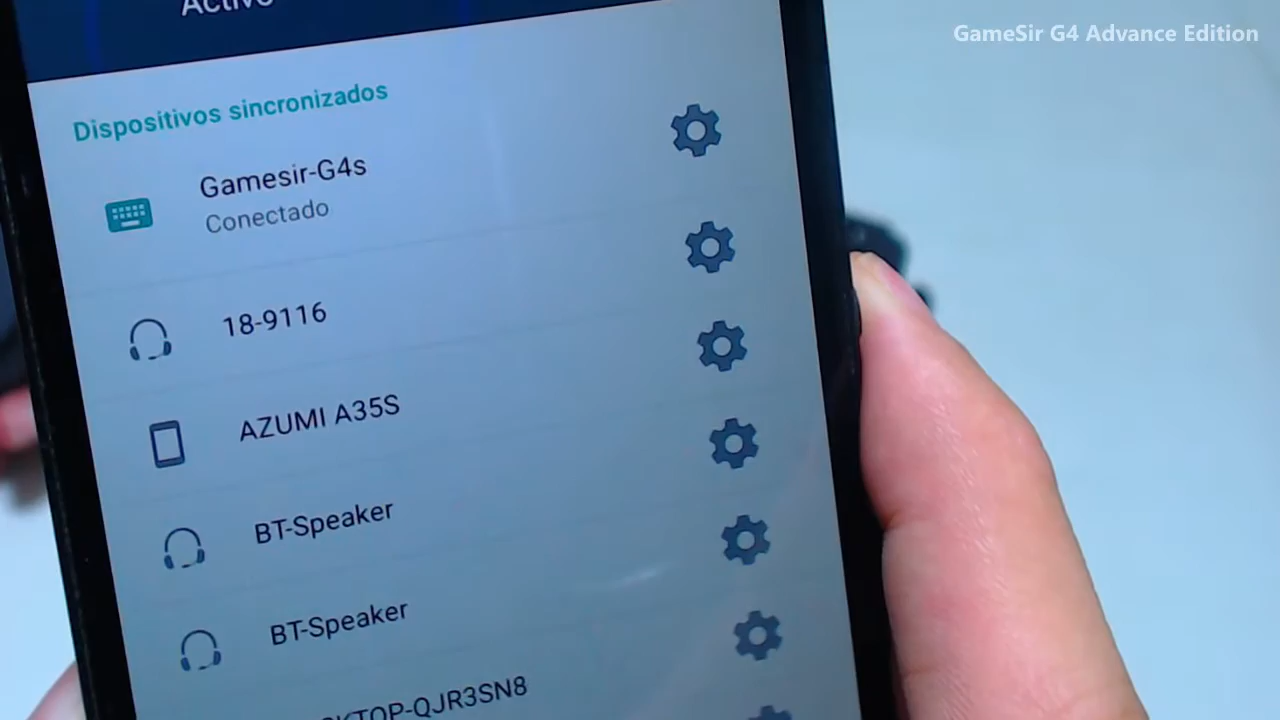 GameSir G4 Advance Edition
Dispositivos sincronizados
Gamesir-G4s
Conectado
18-9116
AZUMI A35S
BT-Speaker
BT-Speaker